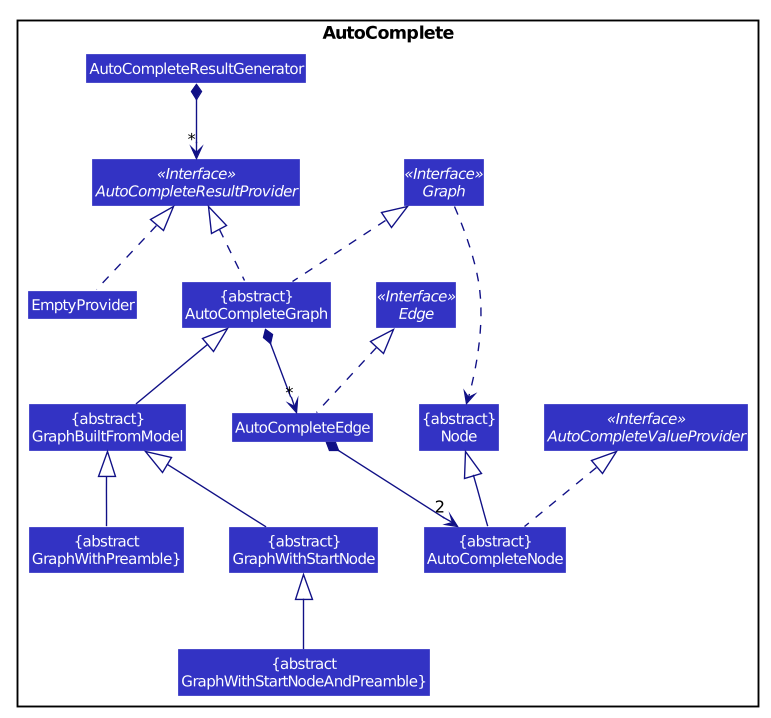 AutoComplete
AutoCompleteResultGenerator
*
«Interface»
AutoCompleteResultProvider
«Interface»
Graph
EmptyProvider
{abstract}
AutoCompleteGraph
«Interface»
Edge
*
{abstract}
GraphBuiltFromModel
AutoCompleteEdge
{abstract}
Node
«Interface»
AutoCompleteValueProvider
2
{abstract
GraphWithPreamble}
{abstract}
GraphWithStartNode
{abstract}
AutoCompleteNode
{abstract
GraphWithStartNodeAndPreamble}